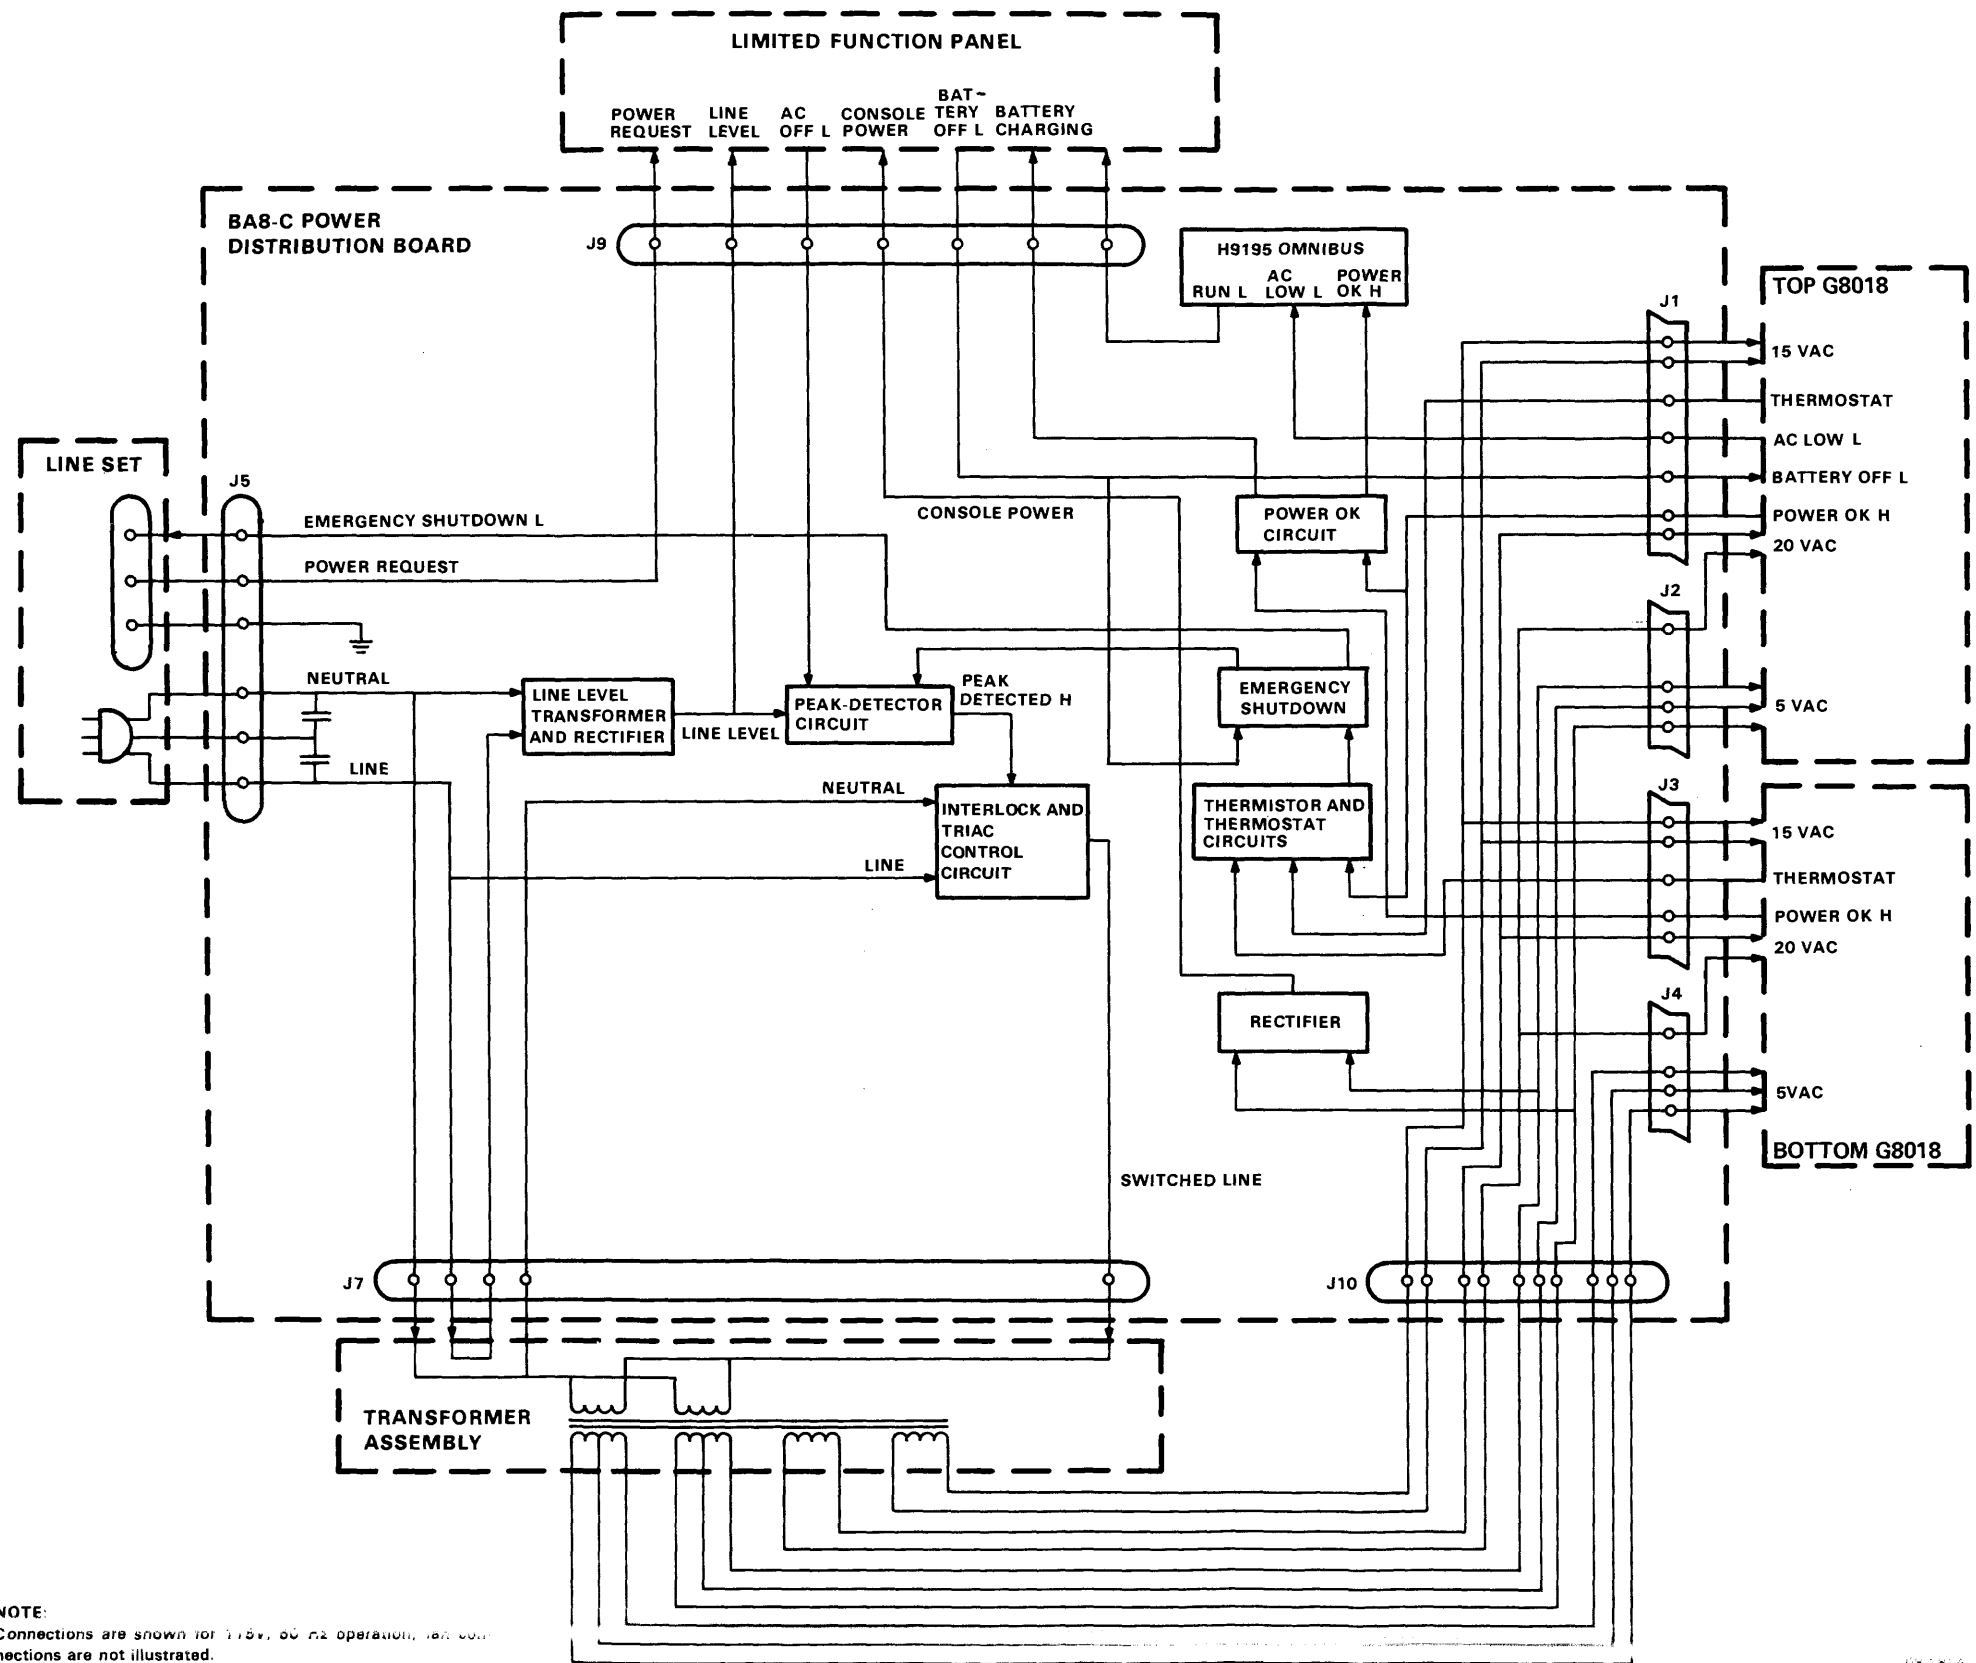 LIMITED FUNCTION PANEL
POWER
REQUEST
LINE
LEVEL
AC
OFF L
CONSOLE
POWER
BAT-
TERY
OFF L
BATTERY
CHARGING
BA8-C POWER
DISTRIBUTION BOARD
J9
H9195 OMNIBUS
RUN L
AC
LOW L
POWER
OK H
J1
TOP G8018
15 VAC
THERMOSTAT
AC LOW L
BATTERY OFF L
POWER OK H
20 VAC
LINE SET
J5
EMERGENCY SHUTDOWN L
POWER REQUEST
CONSOLE POWER
POWER OK
CIRCUIT
J2
5 VAC
NEUTRAL
LINE
LINE LEVEL
TRANSFORMER
AND RECTIFIER
LINE LEVEL
PEAK-DETECTOR
CIRCUIT
PEAK
DETECTED H
EMERGENCY
SHUTDOWN
NEUTRAL
LINE
INTERLOCK AND
TRIAC
CONTROL
CIRCUIT
THERMISTOR AND
THERMOSTAT
CIRCUITS
J3
15 VAC
THERMOSTAT
POWER OK H
20 VAC
RECTIFIER
J4
5VAC
BOTTOM G8018
SWITCHED LINE
J7
J10
TRANSFORMER
ASSEMBLY
NOTE:
Connections are shown for operation,
nections are not illustrated.